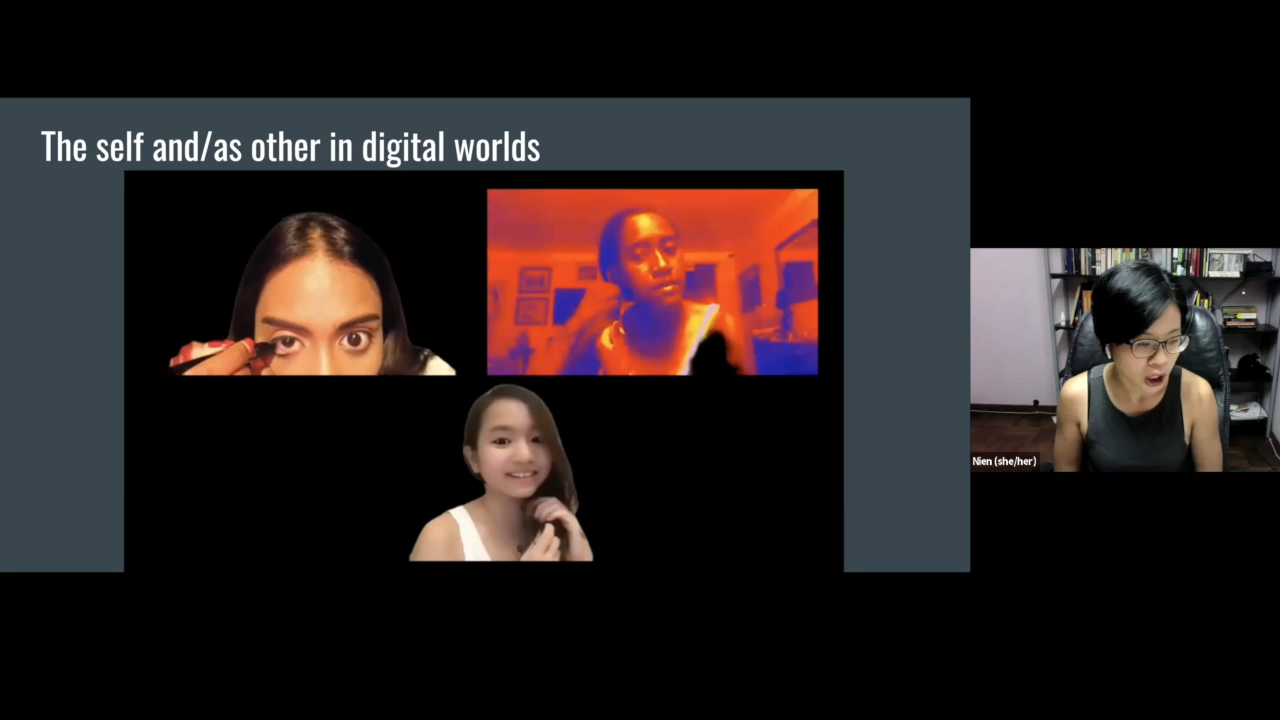 The self and/as other in digital worlds
Nien (she/her)